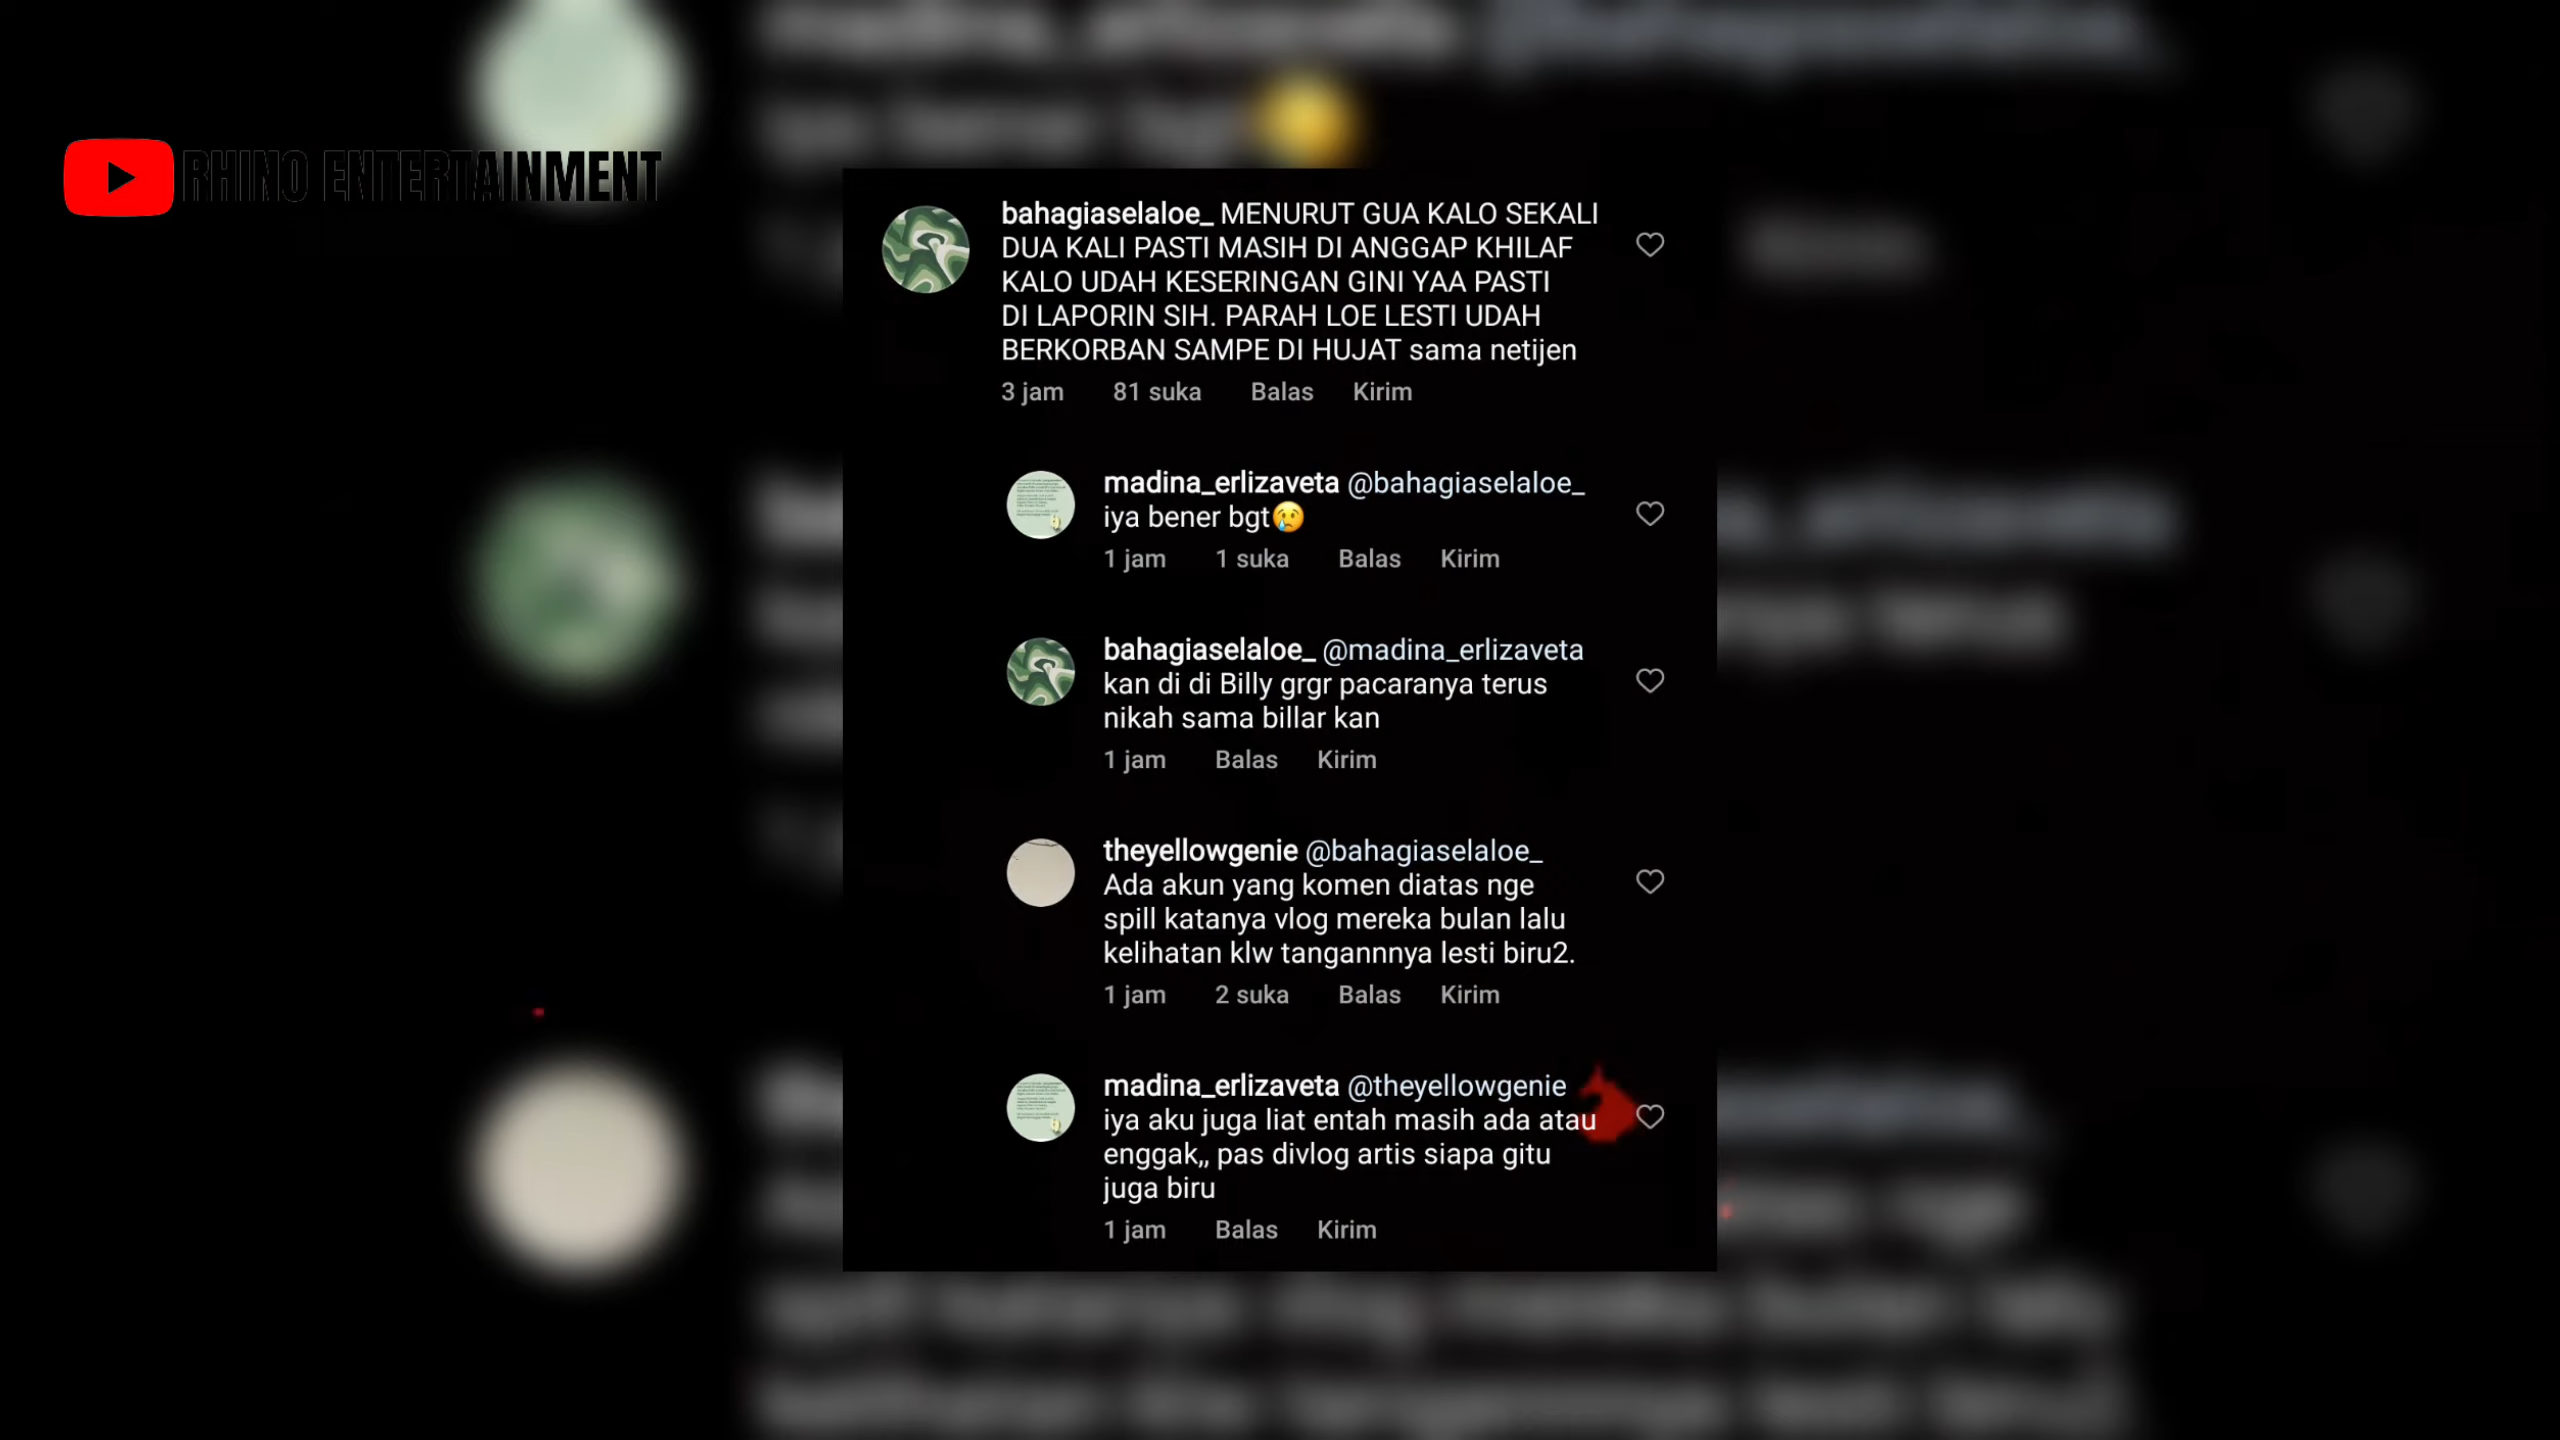 RHINO ENTERTAINMENT
bahagiaselaloe_ MENURUT GUA KALO SEKALI
DUA KALI PASTI MASIH DI ANGGAP KHILAF
KALO UDAH KESERINGAN GINI YAA PASTI
DI LAPORIN SIH. PARAH LOE LESTI UDAH
BERKORBAN SAMPE DI HUJAT sama netijen
3 jam 81 suka Balas Kirim
madina_erlizaveta @bahagiaselaloe_
iya bener bgt😢
1 jam 1 suka Balas Kirim
bahagiaselaloe_ @madina_erlizaveta
kan di di Billy grgr pacaranya terus
nikah sama billar kan
1 jam Balas Kirim
theyellowgenie @bahagiaselaloe_
Ada akun yang komen diatas nge
spill katanya vlog mereka bulan lalu
kelihatan klw tangannnya lesti biru2.
1 jam 2 suka Balas Kirim
madina_erlizaveta @theyellowgenie
iya aku juga liat entah masih ada atau
enggak,, pas divlog artis siapa gitu
juga biru
1 jam Balas Kirim